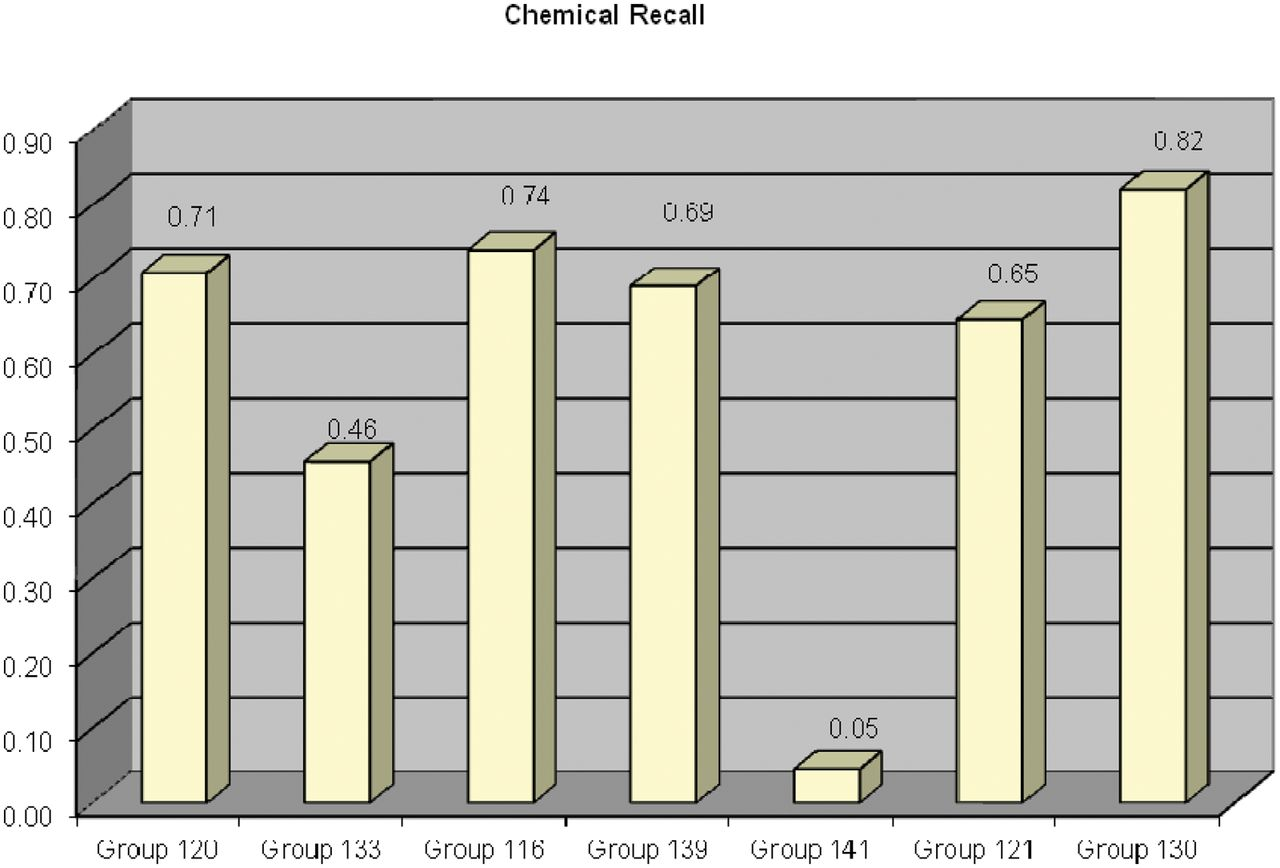 Chemical Recall
0.90
0.80
0.70
0.60
0.50
0.40
0.30
0.20
0.10
0.00
0.71
0.46
0.74
0.69
0.05
0.65
0.82
Group 120
Group 133
Group 116
Group 139
Group 141
Group 121
Group 130